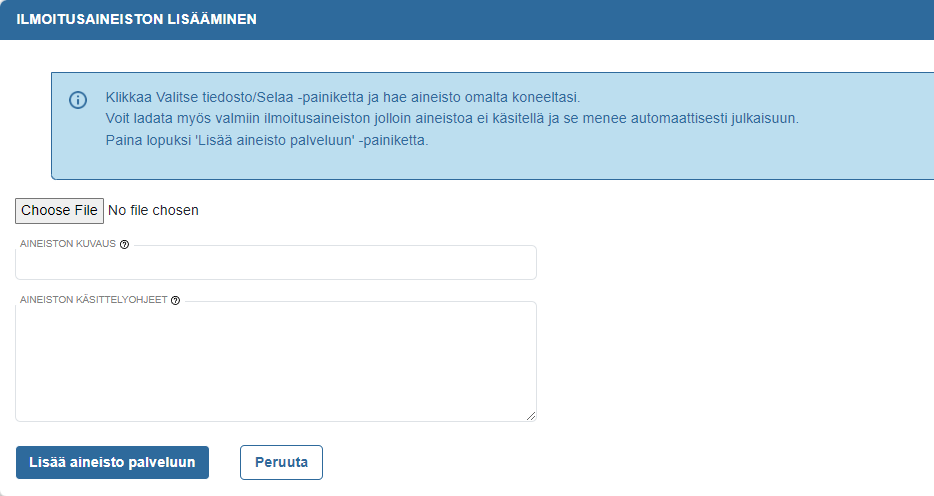 ILMOITUSAINEISTON LISÄÄMINEN
Klikkaa Valitse tiedosto/Selaa -painiketta ja hae aineisto omalta koneeltasi.
Voit ladata myös valmiin ilmoitusaineiston jolloin aineistoa ei käsitellä ja se menee automaattisesti julkaisuun.
Paina lopuksi 'Lisää aineisto palveluun' -painiketta.
Choose File No file chosen
AINEISTON KUVAUS
AINEISTON KÄSITTELYOHJEET
Lisää aineisto palveluun Peruuta